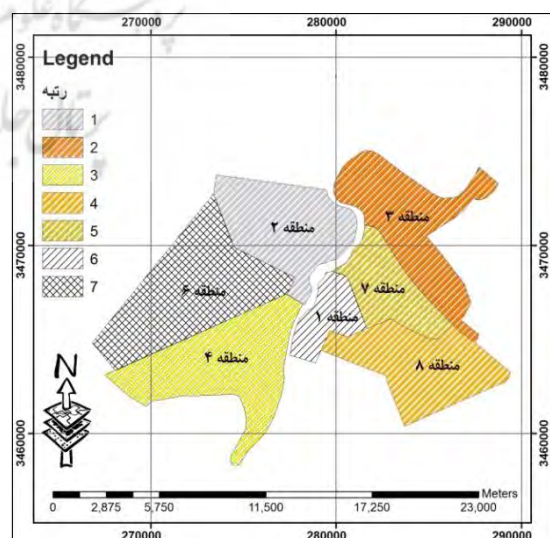 270000 280000 290000
3480000 3480000
Legend
رتبه
1
2
3
4
5
6
7
3470000 3470000
3460000 3460000
منطقه ۳
منطقه ۲
منطقه ۷
منطقه ۶
منطقه ۱
منطقه ۴
منطقه ۸
N
Meters
0 2,875 5,750 11,500 17,250 23,000
270000 280000 290000